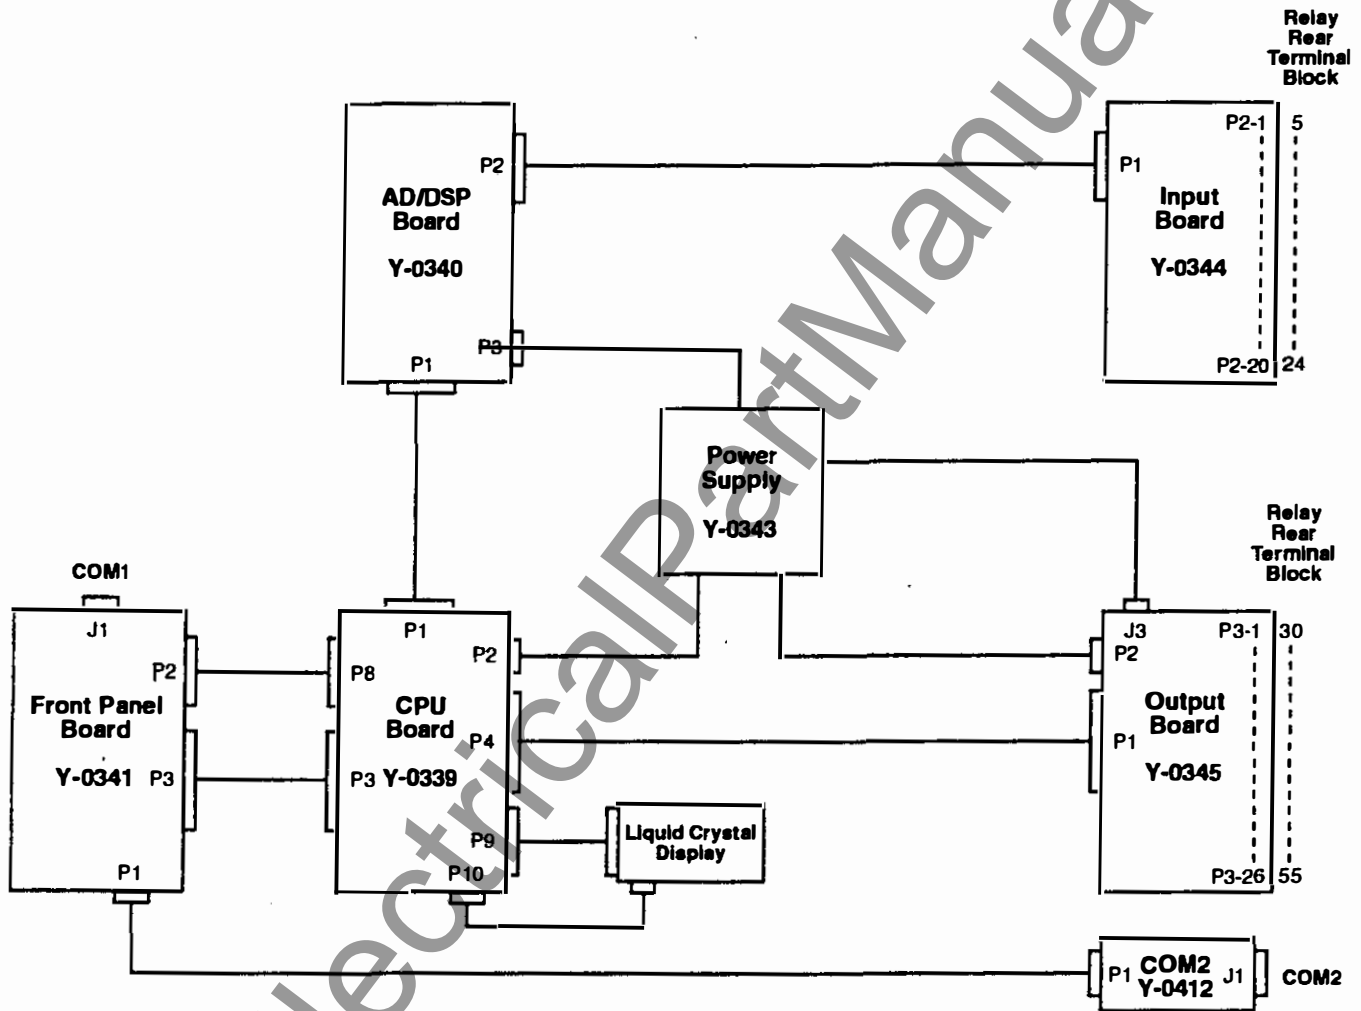 Relay
Rear
Terminal
Block
P2
AD/DSP
Board
Y-0340
P3
P1
P2-1 5
P1
Input
Board
Y-0344
P2-20 24
Power
Supply
Y-0343
Relay
Rear
Terminal
Block
COM1
J1
P2
Front Panel
Board
Y-0341 P3
P1
P1
P2
P8
CPU
Board
P4
P3 Y-0339
P9
P10
Liquid Crystal
Display
J3 P3-1 30
P2
Output
Board
P1
Y-0345
P3-26 55
P1 COM2 J1
Y-0412
COM2
ElectricalPartManua